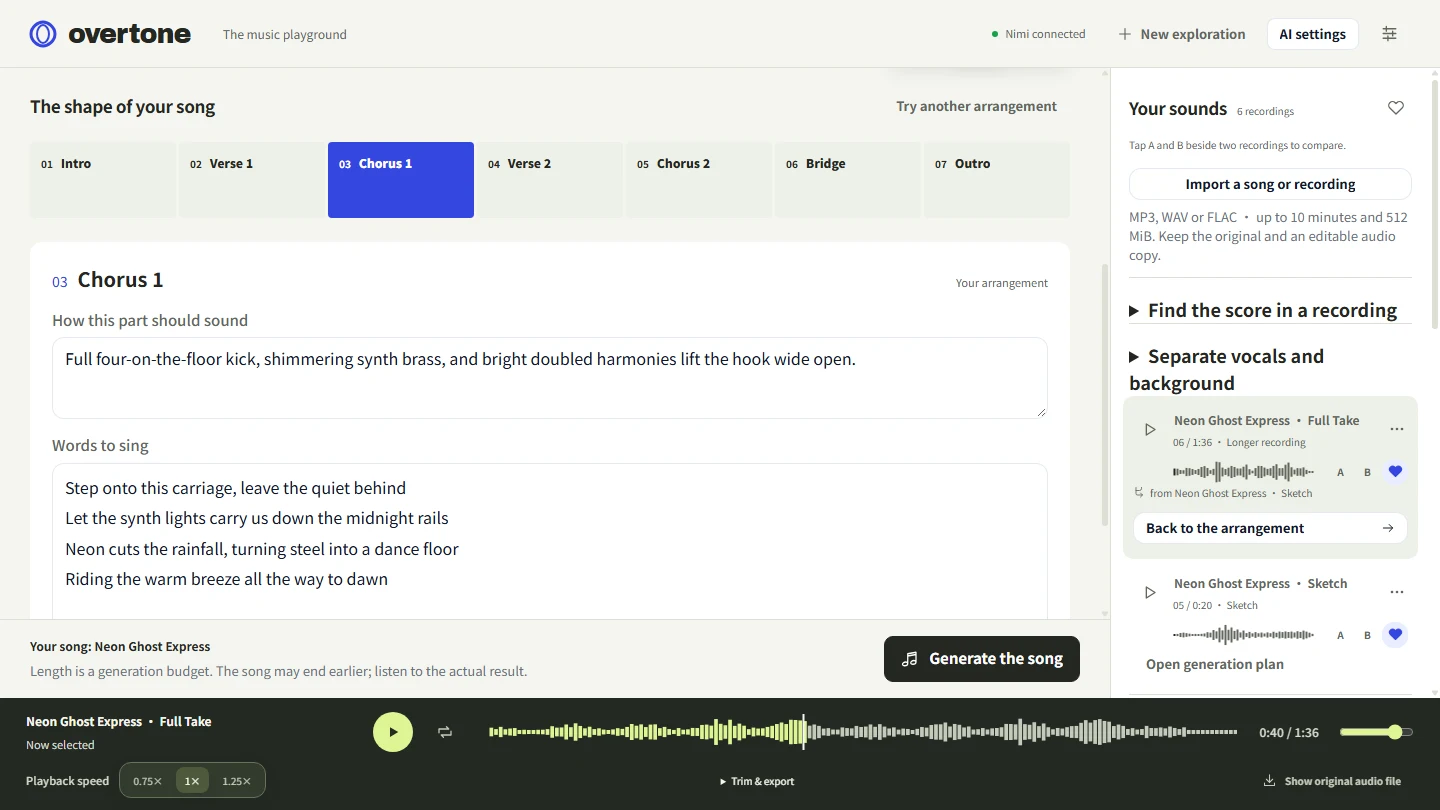 overtone
The music playground
Nimi connected
New exploration
AI settings
The shape of your song
Try another arrangement
01 Intro
02 Verse 1
03 Chorus 1
04 Verse 2
05 Chorus 2
06 Bridge
07 Outro
03 Chorus 1
Your arrangement
How this part should sound
Full four-on-the-floor kick, shimmering synth brass, and bright doubled harmonies lift the hook wide open.
Words to sing
Step onto this carriage, leave the quiet behind
Let the synth lights carry us down the midnight rails
Neon cuts the rainfall, turning steel into a dance floor
Riding the warm breeze all the way to dawn
Your song: Neon Ghost Express
Length is a generation budget. The song may end earlier; listen to the actual result.
Generate the song
Your sounds 6 recordings
Tap A and B beside two recordings to compare.
Import a song or recording
MP3, WAV or FLAC • up to 10 minutes and 512
MiB. Keep the original and an editable audio
copy.
Find the score in a recording
Separate vocals and
background
Neon Ghost Express • Full Take
06 / 1:36 • Longer recording
A B
from Neon Ghost Express • Sketch
Back to the arrangement
Neon Ghost Express • Sketch
05 / 0:20 • Sketch
A B
Open generation plan
Neon Ghost Express • Full Take
Now selected
0:40 / 1:36
Playback speed
0.75×
1×
1.25×
Trim & export
Show original audio file